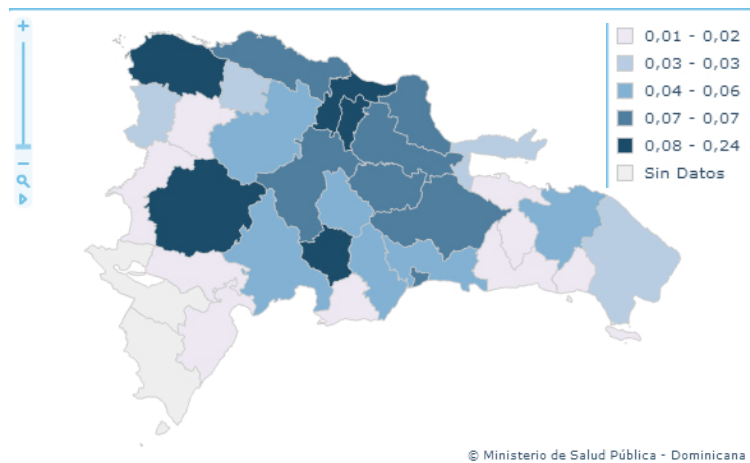 0,01 - 0,02
0,03 - 0,03
0,04 - 0,06
0,07 - 0,07
0,08 - 0,24
Sin Datos
© Ministerio de Salud Pública - Dominicana